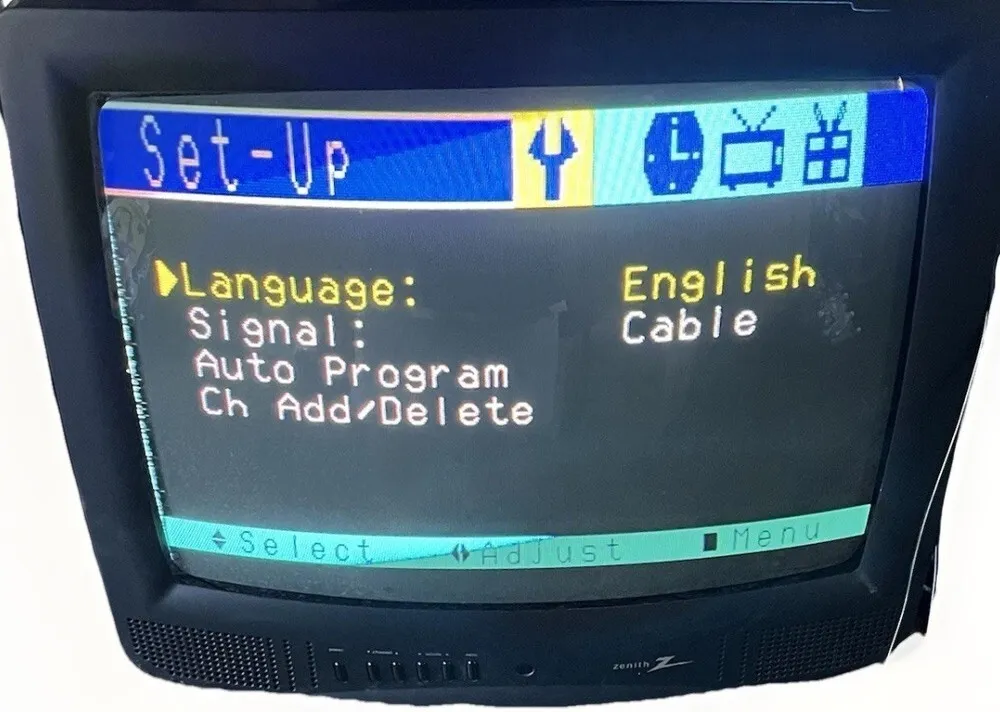 Set-Up
Language: English
Signal: Cable
Auto Program
Ch Add/Delete
Select Adjust Menu
zenith